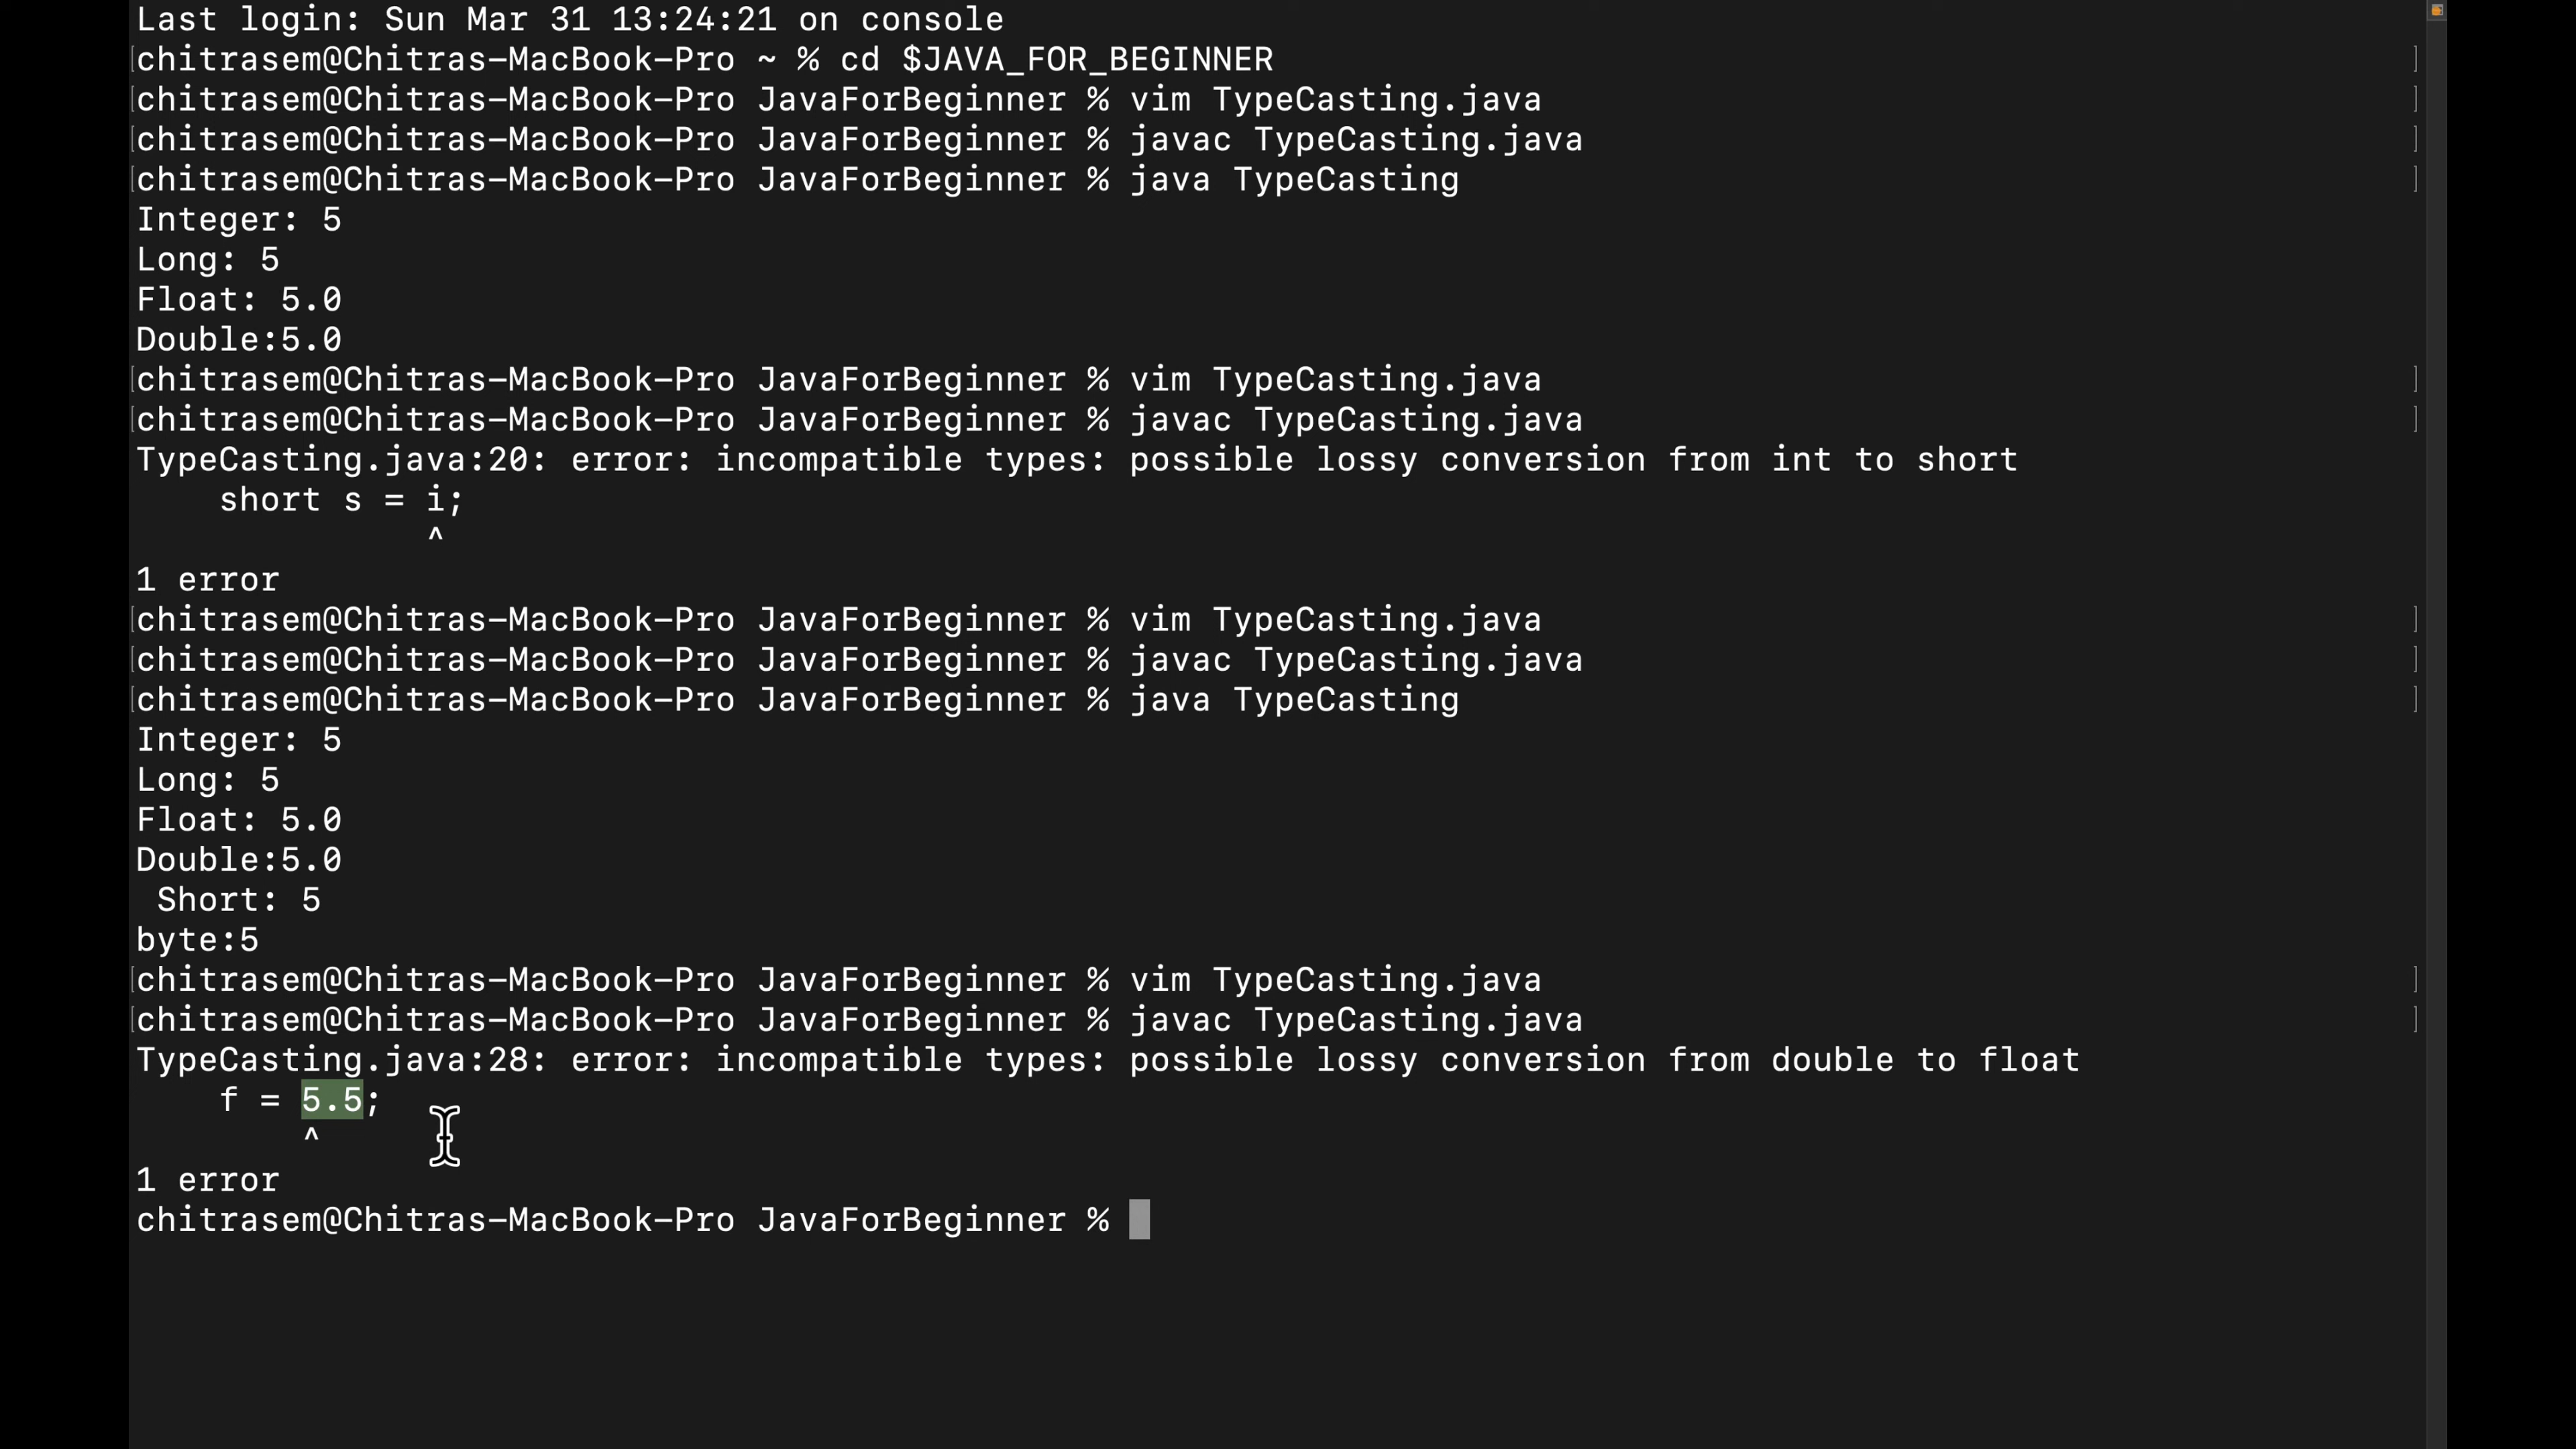 Last login: Sun Mar 31 13:24:21 on console
[chitrasem@Chitras-MacBook-Pro ~ % cd $JAVA_FOR_BEGINNER ]
[chitrasem@Chitras-MacBook-Pro JavaForBeginner % vim TypeCasting.java ]
[chitrasem@Chitras-MacBook-Pro JavaForBeginner % javac TypeCasting.java ]
[chitrasem@Chitras-MacBook-Pro JavaForBeginner % java TypeCasting ]
Integer: 5
Long: 5
Float: 5.0
Double:5.0
[chitrasem@Chitras-MacBook-Pro JavaForBeginner % vim TypeCasting.java ]
[chitrasem@Chitras-MacBook-Pro JavaForBeginner % javac TypeCasting.java ]
TypeCasting.java:20: error: incompatible types: possible lossy conversion from int to short
    short s = i;
              ^
1 error
[chitrasem@Chitras-MacBook-Pro JavaForBeginner % vim TypeCasting.java ]
[chitrasem@Chitras-MacBook-Pro JavaForBeginner % javac TypeCasting.java ]
[chitrasem@Chitras-MacBook-Pro JavaForBeginner % java TypeCasting ]
Integer: 5
Long: 5
Float: 5.0
Double:5.0
 Short: 5
byte:5
[chitrasem@Chitras-MacBook-Pro JavaForBeginner % vim TypeCasting.java ]
[chitrasem@Chitras-MacBook-Pro JavaForBeginner % javac TypeCasting.java ]
TypeCasting.java:28: error: incompatible types: possible lossy conversion from double to float
    f = 5.5;
        ^
1 error
chitrasem@Chitras-MacBook-Pro JavaForBeginner %